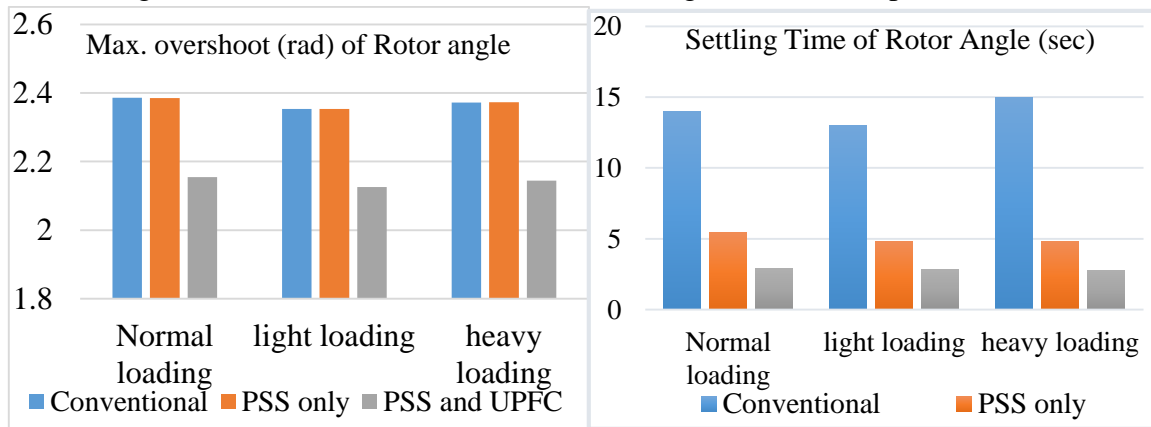 2.6
Max. overshoot (rad) of Rotor angle
2.4
2.2
2
1.8
Normal loading
light loading
heavy loading
Conventional
PSS only
PSS and UPFC
20
Settling Time of Rotor Angle (sec)
15
10
5
0
Normal loading
light loading
heavy loading
Conventional
PSS only